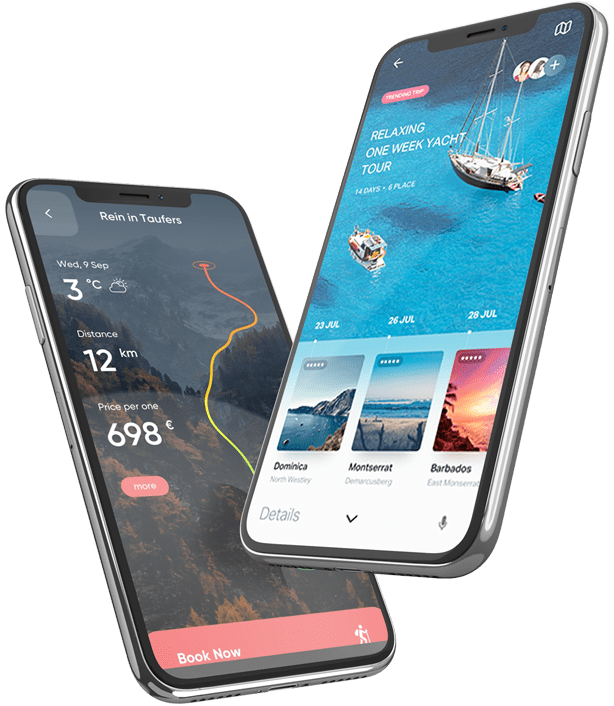 Rein in Taufers
Wed, 9 Sep
3 °C
Distance
12 km
Price per one
698 €
more
Book Now
TRENDING TRIP
RELAXING
ONE WEEK YACHT
TOUR
14 DAYS • 6 PLACE
23 JUL
26 JUL
28 JUL
Dominica
North Westley
Montserrat
Demarcusberg
Barbados
East Monserrat
Details